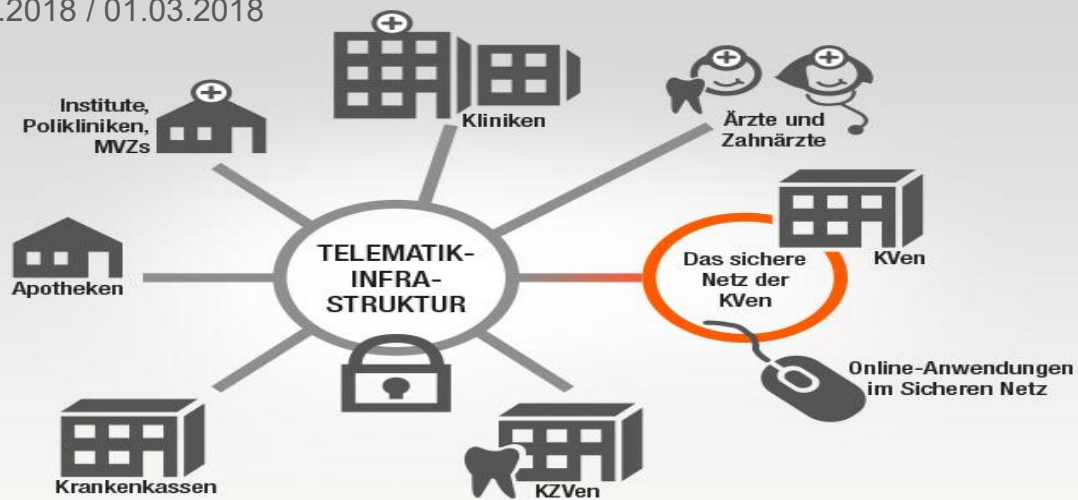 .2018 / 01.03.2018
Institute,
Polikliniken,
MVZs
Kliniken
Ärzte und
Zahnärzte
Apotheken
TELEMATIK-
INFRA-
STRUKTUR
Das sichere
Netz der
KVen
KVen
Online-Anwendungen
im Sicheren Netz
Krankenkassen
KZVen